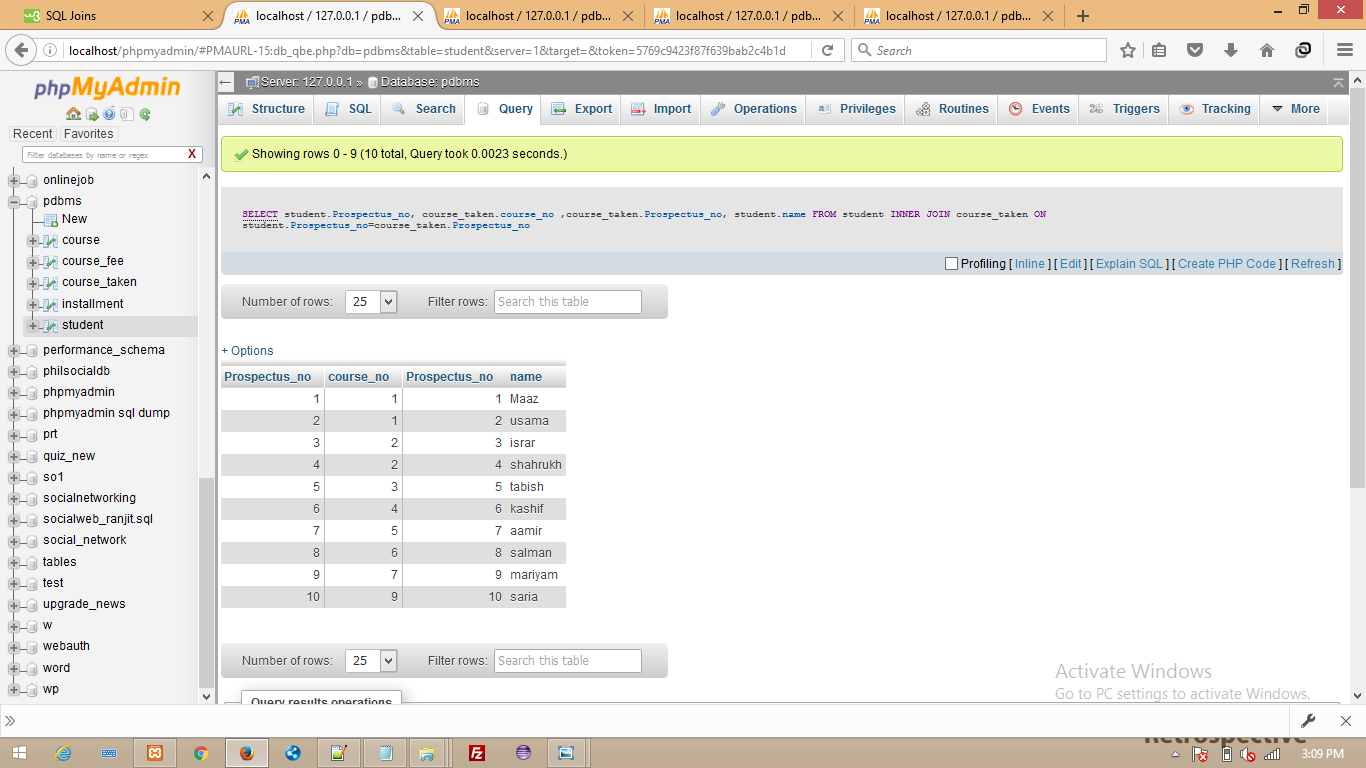 SQL Joins
localhost / 127.0.0.1 / pdb...
localhost / 127.0.0.1 / pdb...
localhost / 127.0.0.1 / pdb...
localhost / 127.0.0.1 / pdb...
localhost/phpmyadmin/#PMAURL-15:db_qbe.php?db=pdbms&table=student&server=1&target=&token=5769c9423f87f639bab2c4b1d
Search
phpMyAdmin
Recent Favorites
Filter databases by name or regex X
onlinejob
pdbms
New
course
course_fee
course_taken
installment
student
performance_schema
philsocialdb
phpmyadmin
phpmyadmin sql dump
prt
quiz_new
so1
socialnetworking
socialweb_ranjit.sql
social_network
tables
test
upgrade_news
w
webauth
word
wp
Server: 127.0.0.1 » Database: pdbms
Structure SQL Search Query Export Import Operations Privileges Routines Events Triggers Tracking More
Showing rows 0 - 9 (10 total, Query took 0.0023 seconds.)
SELECT student.Prospectus_no, course_taken.course_no ,course_taken.Prospectus_no, student.name FROM student INNER JOIN course_taken ON
student.Prospectus_no=course_taken.Prospectus_no
Profiling [ Inline ] [ Edit ] [ Explain SQL ] [ Create PHP Code ] [ Refresh ]
Number of rows: 25 Filter rows: Search this table
+ Options
Prospectus_no course_no Prospectus_no name
1 1 1 Maaz
2 1 2 usama
3 2 3 israr
4 2 4 shahrukh
5 3 5 tabish
6 4 6 kashif
7 5 7 aamir
8 6 8 salman
9 7 9 mariyam
10 9 10 saria
Number of rows: 25 Filter rows: Search this table
Query results operations
Activate Windows
Go to PC settings to activate Windows.
Retrospective
3:09 PM